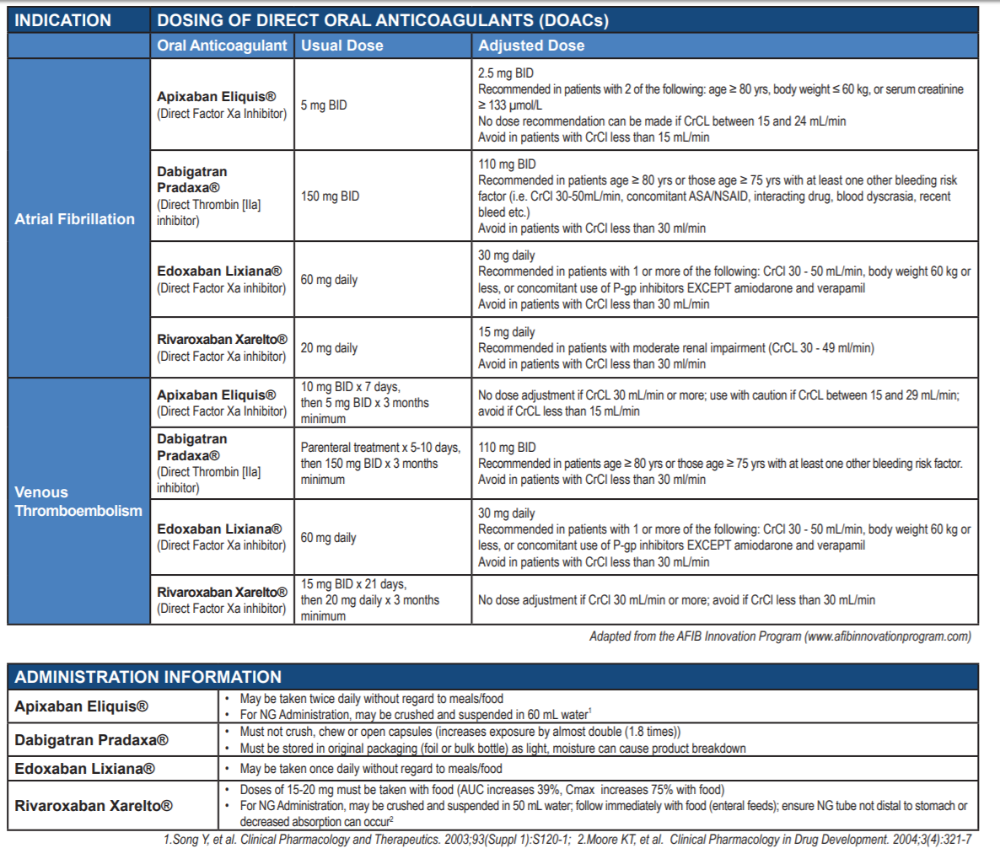 INDICATION
DOSING OF DIRECT ORAL ANTICOAGULANTS (DOACs)
Oral Anticoagulant
Usual Dose
Adjusted Dose
Atrial Fibrillation
Apixaban Eliquis®
(Direct Factor Xa Inhibitor)
5 mg BID
2.5 mg BID
Recommended in patients with 2 of the following: age ≥ 80 yrs, body weight ≤ 60 kg, or serum creatinine
≥ 133 µmol/L
No dose recommendation can be made if CrCL between 15 and 24 mL/min
Avoid in patients with CrCl less than 15 mL/min
Dabigatran
Pradaxa®
(Direct Thrombin [IIa]
inhibitor)
150 mg BID
110 mg BID
Recommended in patients age ≥ 80 yrs or those age ≥ 75 yrs with at least one other bleeding risk
factor (i.e. CrCl 30-50mL/min, concomitant ASA/NSAID, interacting drug, blood dyscrasia, recent
bleed etc.)
Avoid in patients with CrCl less than 30 ml/min
Edoxaban Lixiana®
(Direct Factor Xa inhibitor)
60 mg daily
30 mg daily
Recommended in patients with 1 or more of the following: CrCl 30 - 50 mL/min, body weight 60 kg or
less, or concomitant use of P-gp inhibitors EXCEPT amiodarone and verapamil
Avoid in patients with CrCl less than 30 mL/min
Rivaroxaban Xarelto®
(Direct Factor Xa inhibitor)
20 mg daily
15 mg daily
Recommended in patients with moderate renal impairment (CrCL 30 - 49 ml/min)
Avoid in patients with CrCl less than 30 ml/min
Venous
Thromboembolism
Apixaban Eliquis®
(Direct Factor Xa Inhibitor)
10 mg BID x 7 days,
then 5 mg BID x 3 months
minimum
No dose adjustment if CrCL 30 mL/min or more; use with caution if CrCL between 15 and 29 mL/min;
avoid if CrCL less than 15 mL/min
Dabigatran
Pradaxa®
(Direct Thrombin [IIa]
inhibitor)
Parenteral treatment x 5-10 days,
then 150 mg BID x 3 months
minimum
110 mg BID
Recommended in patients age ≥ 80 yrs or those age ≥ 75 yrs with at least one other bleeding risk factor.
Avoid in patients with CrCl less than 30 ml/min
Edoxaban Lixiana®
(Direct Factor Xa inhibitor)
60 mg daily
30 mg daily
Recommended in patients with 1 or more of the following: CrCl 30 - 50 mL/min, body weight 60 kg or
less, or concomitant use of P-gp inhibitors EXCEPT amiodarone and verapamil
Avoid in patients with CrCl less than 30 mL/min
Rivaroxaban Xarelto®
(Direct Factor Xa inhibitor)
15 mg BID x 21 days,
then 20 mg daily x 3 months
minimum
No dose adjustment if CrCl 30 mL/min or more; avoid if CrCl less than 30 mL/min
Adapted from the AFIB Innovation Program (www.afibinnovationprogram.com)
ADMINISTRATION INFORMATION
Apixaban Eliquis®
• May be taken twice daily without regard to meals/food
• For NG Administration, may be crushed and suspended in 60 mL water1
Dabigatran Pradaxa®
• Must not crush, chew or open capsules (increases exposure by almost double (1.8 times))
• Must be stored in original packaging (foil or bulk bottle) as light, moisture can cause product breakdown
Edoxaban Lixiana®
• May be taken once daily without regard to meals/food
Rivaroxaban Xarelto®
• Doses of 15-20 mg must be taken with food (AUC increases 39%, Cmax increases 75% with food)
• For NG Administration, may be crushed and suspended in 50 mL water; follow immediately with food (enteral feeds); ensure NG tube not distal to stomach or
decreased absorption can occur2
1.Song Y, et al. Clinical Pharmacology and Therapeutics. 2003;93(Suppl 1):S120-1; 2.Moore KT, et al. Clinical Pharmacology in Drug Development. 2004;3(4):321-7